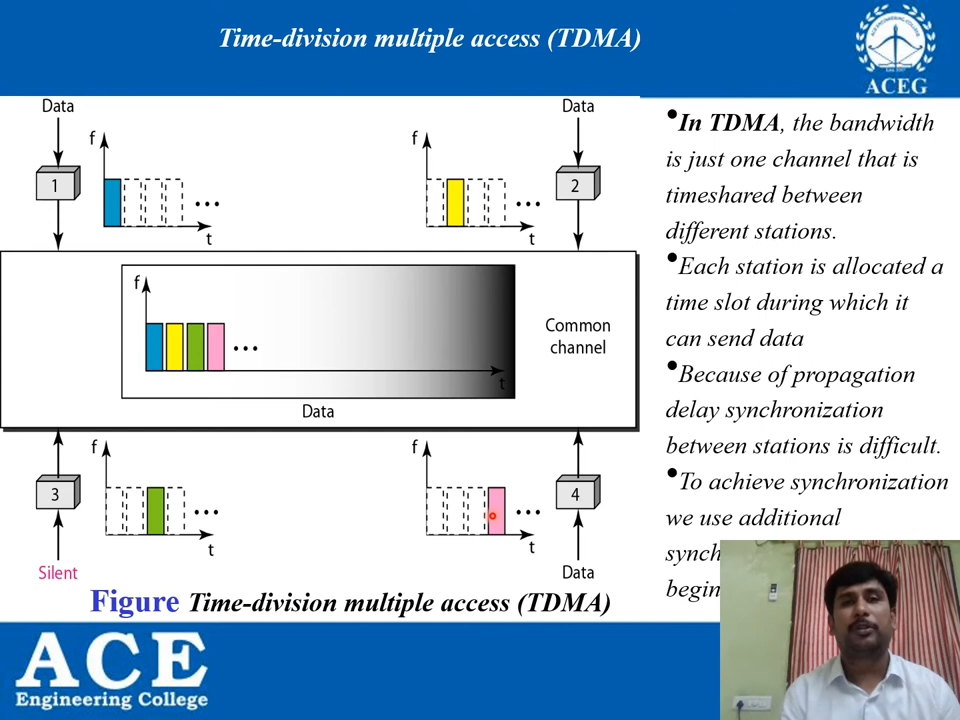 Time-division multiple access (TDMA)
ACEG
Data
Data
f
f
1
2
...
...
t
t
f
Common
channel
...
t
Data
f
f
3
4
...
...
t
t
Silent
Data
Figure Time-division multiple access (TDMA)
•In TDMA, the bandwidth
is just one channel that is
timeshared between
different stations.
•Each station is allocated a
time slot during which it
can send data
•Because of propagation
delay synchronization
between stations is difficult.
•To achieve synchronization
we use additional
ACE
Engineering College